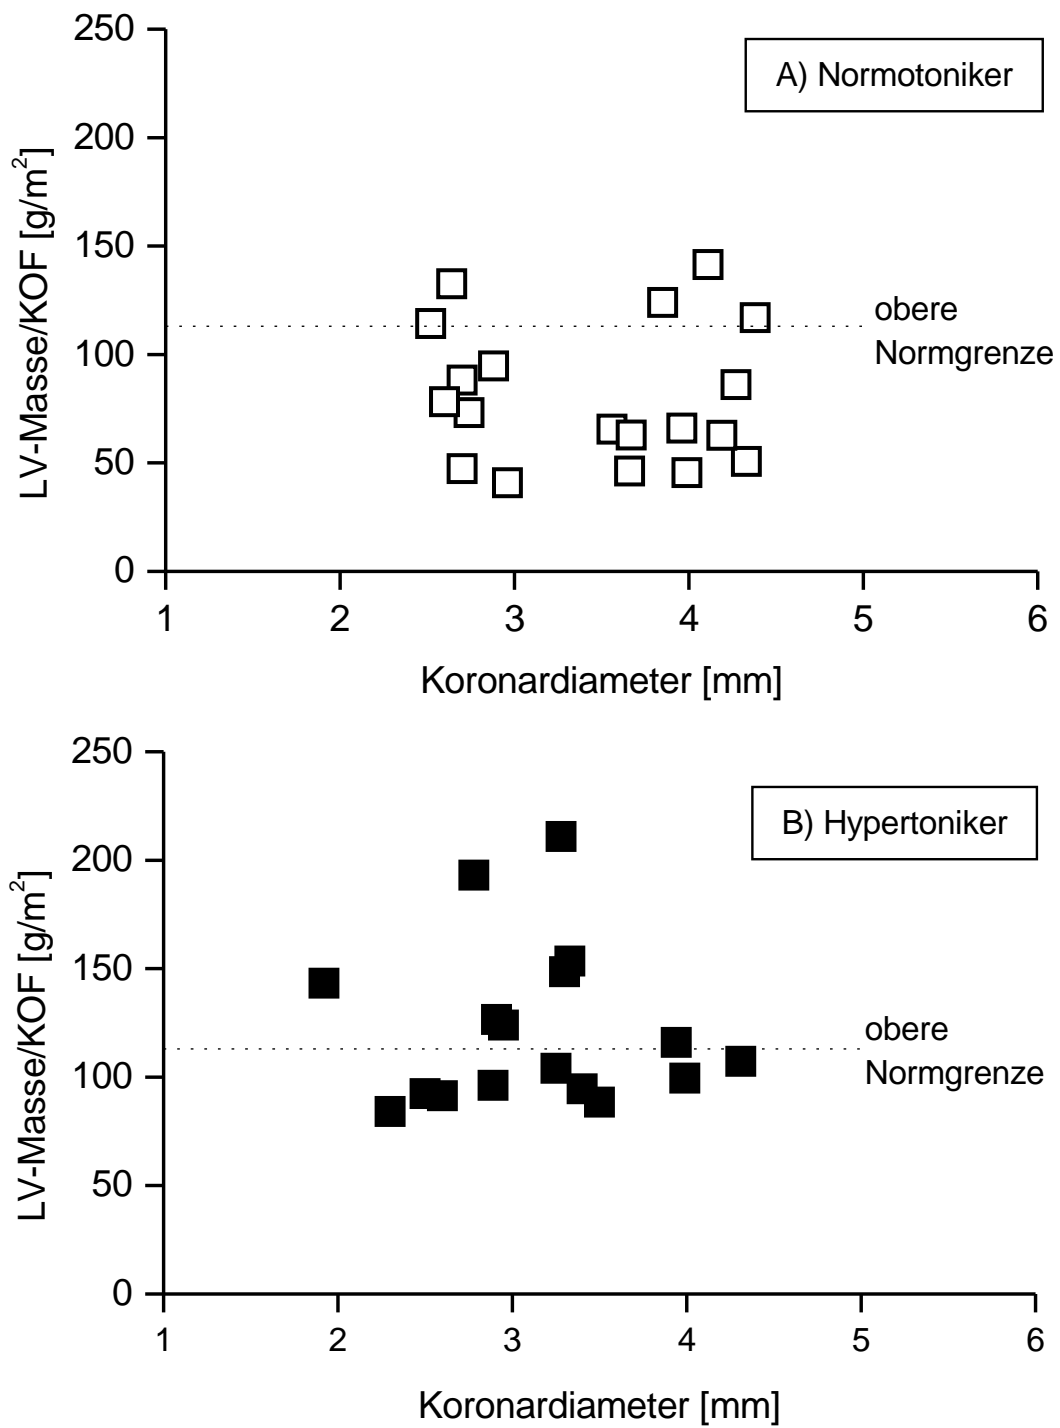 250
A) Normotoniker
200
LV-Masse/KOF [g/m²]
150
obere
Normgrenze
100
50
0
1 2 3 4 5 6
Koronardiameter [mm]
250
B) Hypertoniker
200
LV-Masse/KOF [g/m²]
150
obere
Normgrenze
100
50
0
1 2 3 4 5 6
Koronardiameter [mm]